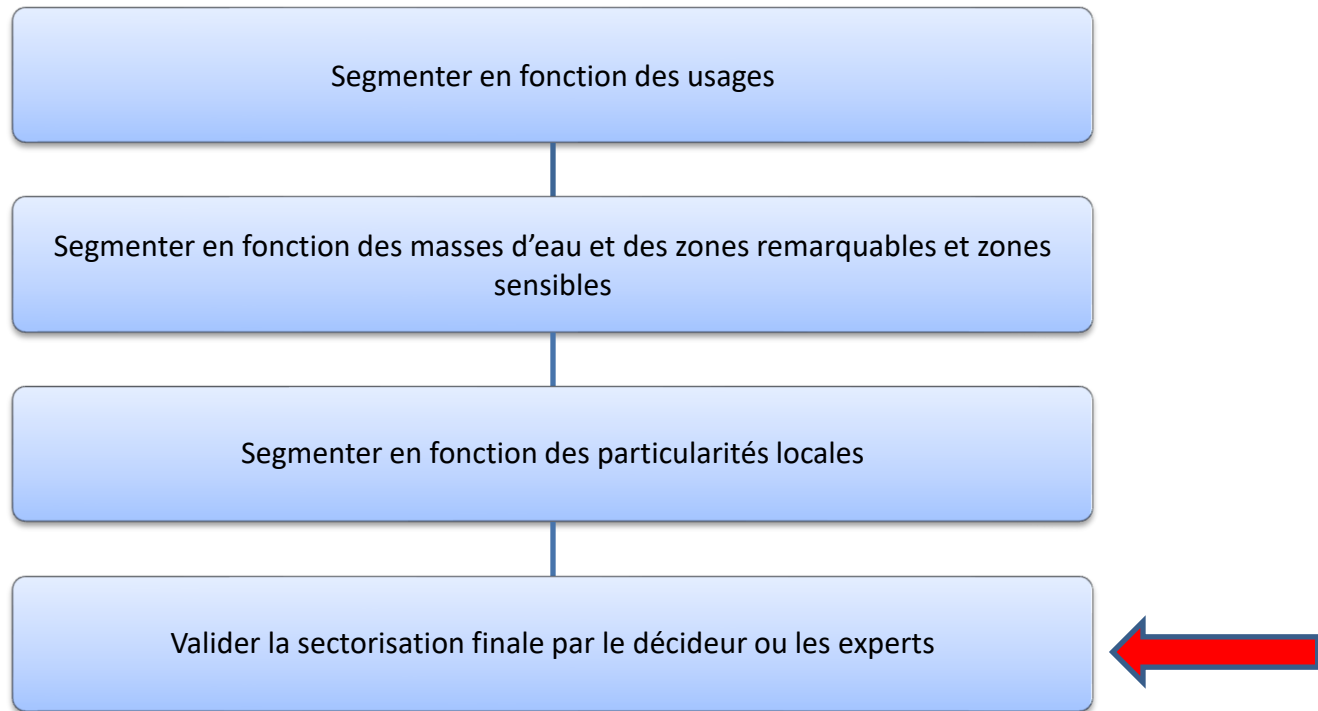 Segmenter en fonction des usages
Segmenter en fonction des masses d’eau et des zones remarquables et zones
sensibles
Segmenter en fonction des particularités locales
Valider la sectorisation finale par le décideur ou les experts